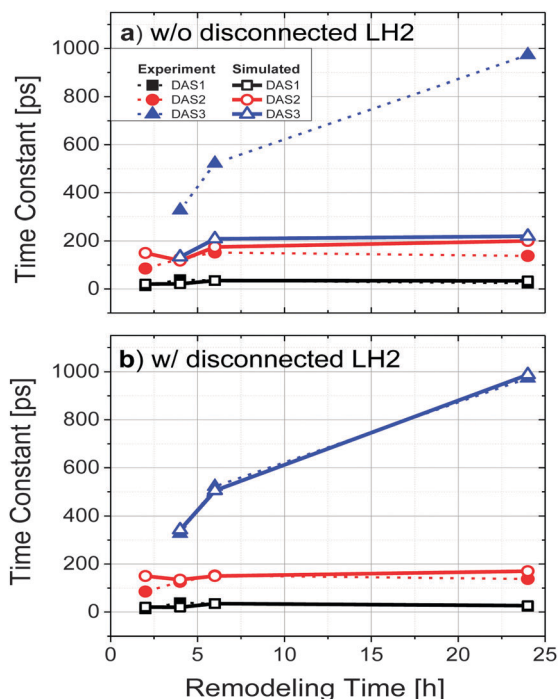 a) w/o disconnected LH2
Experiment Simulated
DAS1 DAS1
DAS2 DAS2
DAS3 DAS3
Time Constant [ps]
1000
800
600
400
200
0
b) w/ disconnected LH2
Time Constant [ps]
1000
800
600
400
200
0
0 5 10 15 20 25
Remodeling Time [h]